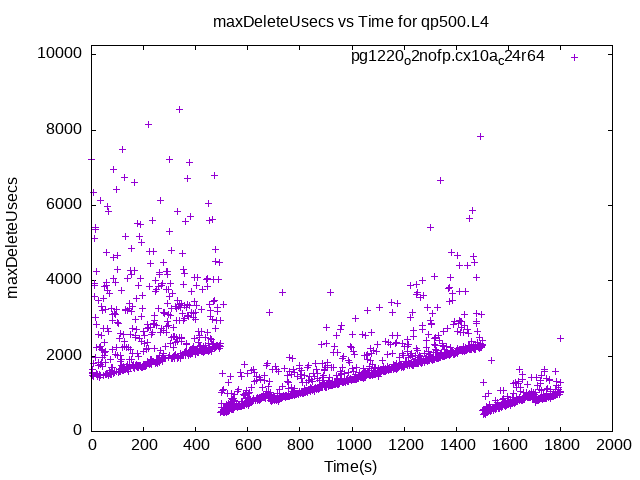 maxDeleteUsecs vs Time for qp500.L4
pg1220_o2nofp.cx10a_c24r64
10000
8000
6000
4000
2000
0
maxDeleteUsecs
0 200 400 600 800 1000 1200 1400 1600 1800 2000
Time(s)